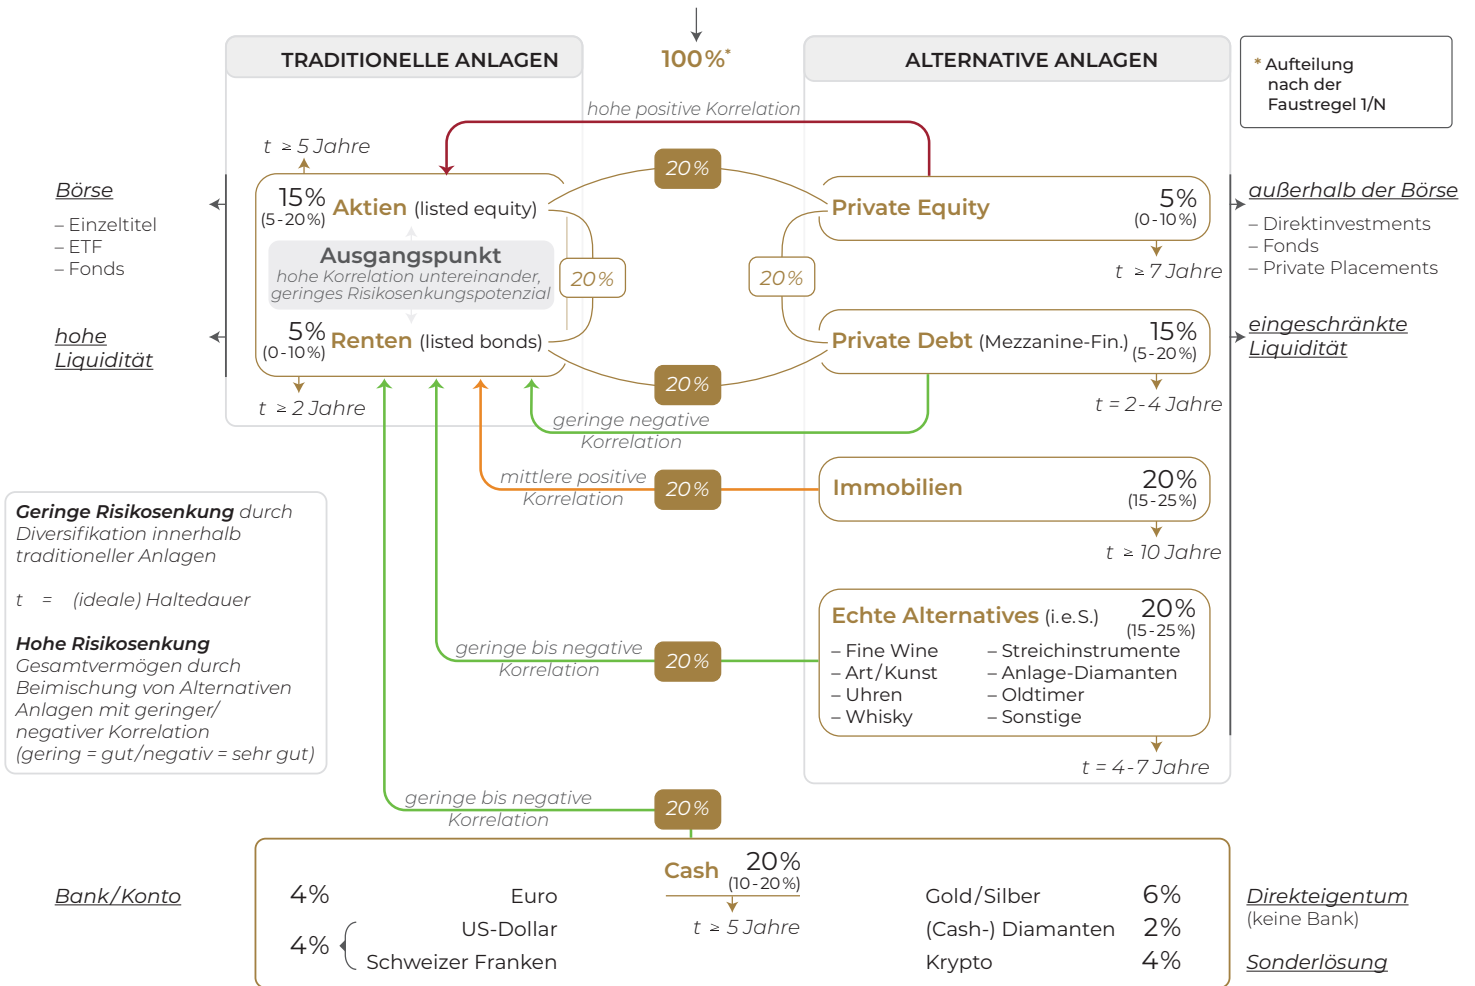 TRADITIONELLE ANLAGEN
100%*
ALTERNATIVE ANLAGEN
* Aufteilung
nach der
Faustregel 1/N
hohe positive Korrelation
t ≥ 5 Jahre
20%
Börse
– Einzeltitel
– ETF
– Fonds
15%
(5-20%)
Aktien (listed equity)
Ausgangspunkt
hohe Korrelation untereinander,
geringes Risikosenkungspotenzial
20%
20%
Private Equity
5%
(0-10%)
t ≥ 7 Jahre
außerhalb der Börse
– Direktinvestments
– Fonds
– Private Placements
hohe
Liquidität
5%
(0-10%)
Renten (listed bonds)
t ≥ 2 Jahre
20%
Private Debt (Mezzanine-Fin.)
15%
(5-20%)
t = 2-4 Jahre
eingeschränkte
Liquidität
geringe negative
Korrelation
mittlere positive
Korrelation
20%
Immobilien
20%
(15-25%)
t ≥ 10 Jahre
Geringe Risikosenkung durch
Diversifikation innerhalb
traditioneller Anlagen
t = (ideale) Haltedauer
Hohe Risikosenkung
Gesamtvermögen durch
Beimischung von Alternativen
Anlagen mit geringer/
negativer Korrelation
(gering = gut/negativ = sehr gut)
geringe bis negative
Korrelation
20%
Echte Alternatives (i.e.S.)
20%
(15-25%)
– Fine Wine
– Art/Kunst
– Uhren
– Whisky
– Streichinstrumente
– Anlage-Diamanten
– Oldtimer
– Sonstige
t = 4-7 Jahre
geringe bis negative
Korrelation
20%
Cash
20%
(10-20%)
t ≥ 5 Jahre
Bank/Konto
4%
Euro
4%
US-Dollar
Schweizer Franken
Gold/Silber
6%
(Cash-) Diamanten
2%
Krypto
4%
Direkteigentum
(keine Bank)
Sonderlösung